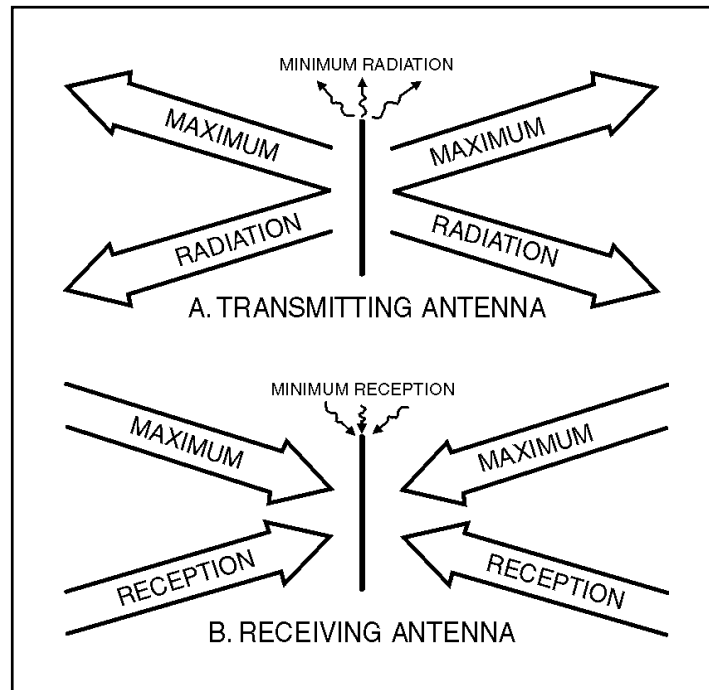 MINIMUM RADIATION
MAXIMUM
MAXIMUM
RADIATION
RADIATION
A. TRANSMITTING ANTENNA
MINIMUM RECEPTION
MAXIMUM
MAXIMUM
RECEPTION
RECEPTION
B. RECEIVING ANTENNA